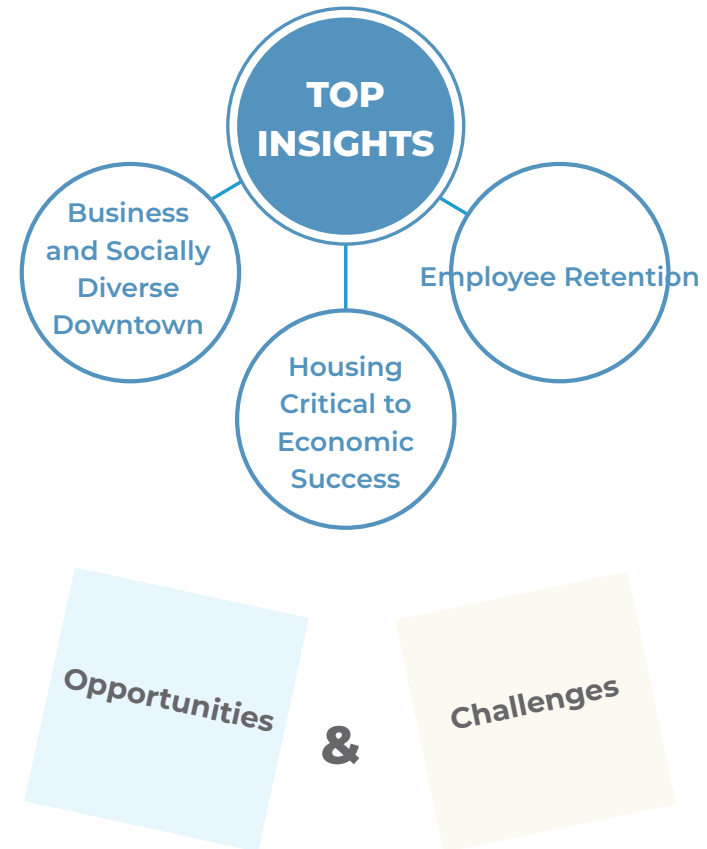 TOP
INSIGHTS
Business
and Socially
Diverse
Downtown
Employee Retention
Housing
Critical to
Economic
Success
Opportunities
&
Challenges